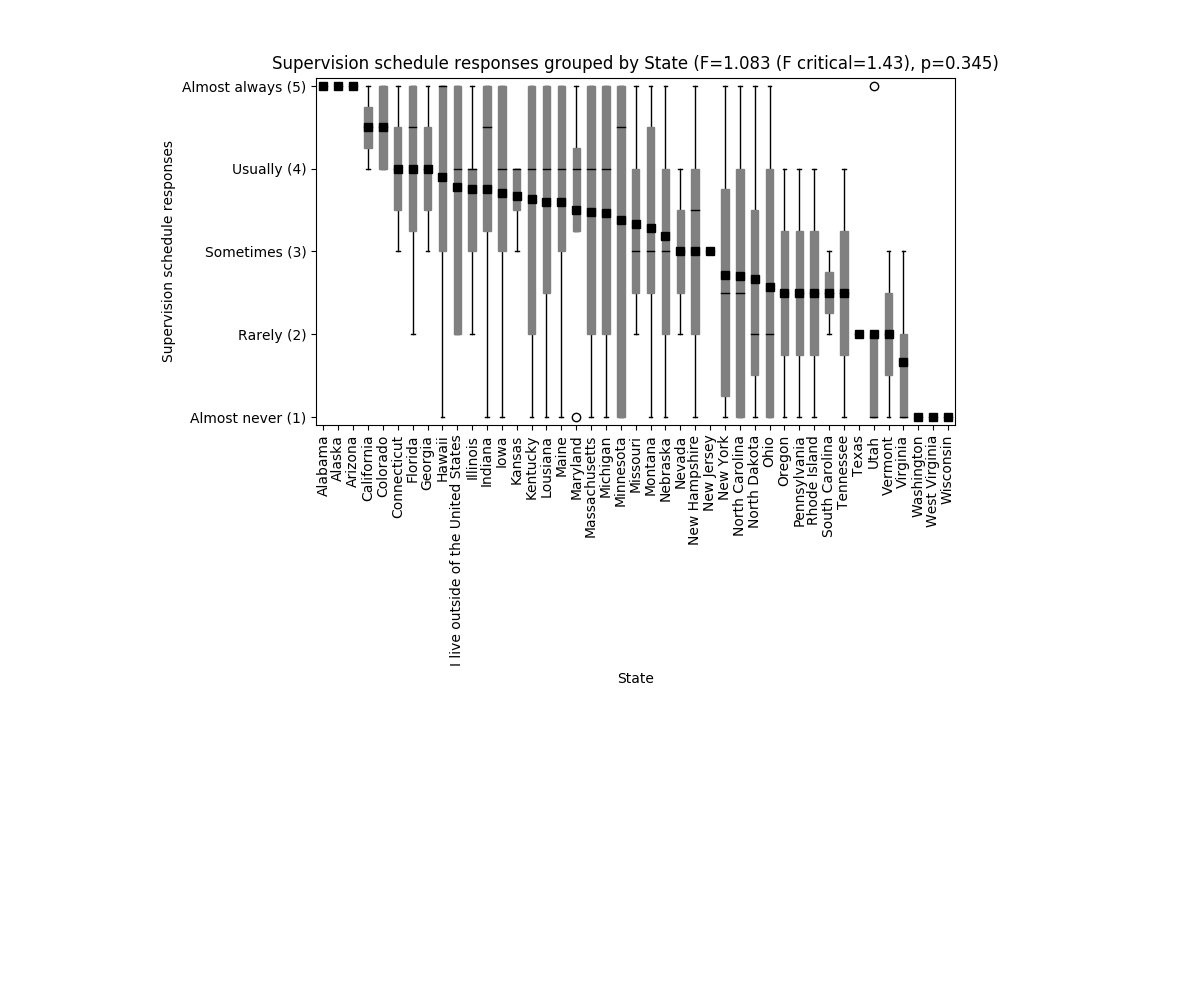 Supervision schedule responses grouped by State (F=1.083 (F critical=1.43), p=0.345)
Supervision schedule responses
Almost always (5)
Usually (4)
Sometimes (3)
Rarely (2)
Almost never (1)
Alabama
Alaska
Arizona
California
Colorado
Connecticut
Florida
Georgia
Hawaii
I live outside of the United States
Illinois
Indiana
Iowa
Kansas
Kentucky
Lousiana
Maine
Maryland
Massachusetts
Michigan
Minnesota
Missouri
Montana
Nebraska
Nevada
New Hampshire
New Jersey
New York
North Carolina
North Dakota
Ohio
Oregon
Pennsylvania
Rhode Island
South Carolina
Tennessee
Texas
Utah
Vermont
Virginia
Washington
West Virginia
Wisconsin
State